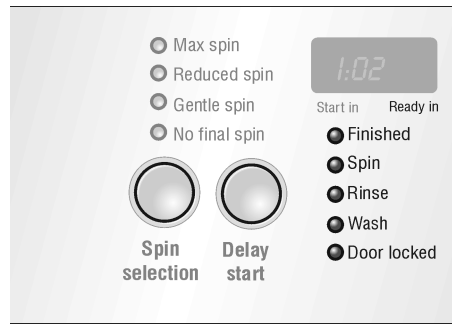 Max spin
Reduced spin
Gentle spin
No final spin
Spin
selection
Delay
start
1:02
Start in Ready in
Finished
Spin
Rinse
Wash
Door locked